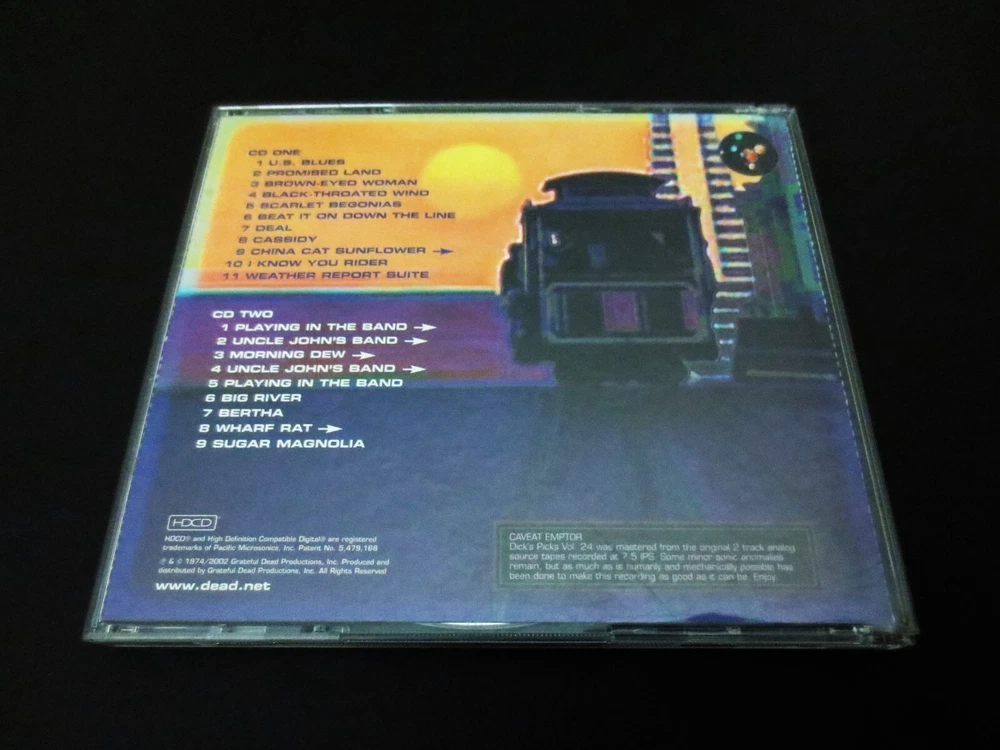 CD ONE
1 U.S. BLUES
2 PROMISED LAND
3 BROWN-EYED WOMAN
4 BLACK-THROATED WIND
5 SCARLET BEGONIAS
6 BEAT IT ON DOWN THE LINE
7 DEAL
8 CASSIDY
9 CHINA CAT SUNFLOWER →
10 I KNOW YOU RIDER
11 WEATHER REPORT SUITE
CD TWO
1 PLAYING IN THE BAND →
2 UNCLE JOHN'S BAND →
3 MORNING DEW →
4 UNCLE JOHN'S BAND →
5 PLAYING IN THE BAND
6 BIG RIVER
7 BERTHA
8 WHARF RAT →
9 SUGAR MAGNOLIA
HDCD
HDCD® and High Definition Compatible Digital® are registered
trademarks of Pacific Microsonics, Inc. Patent No. 5,479,168
℗ & © 1974/2002 Grateful Dead Productions, Inc. Produced and
distributed by Grateful Dead Productions, Inc. All Rights Reserved
www.dead.net
CAVEAT EMPTOR
Dick's Picks Vol. 24 was mastered from the original 2 track analog
source tapes recorded at 7.5 IPS. Some minor sonic anomalies
remain, but as much as is humanly and mechanically possible has
been done to make this recording as good as it can be. Enjoy.